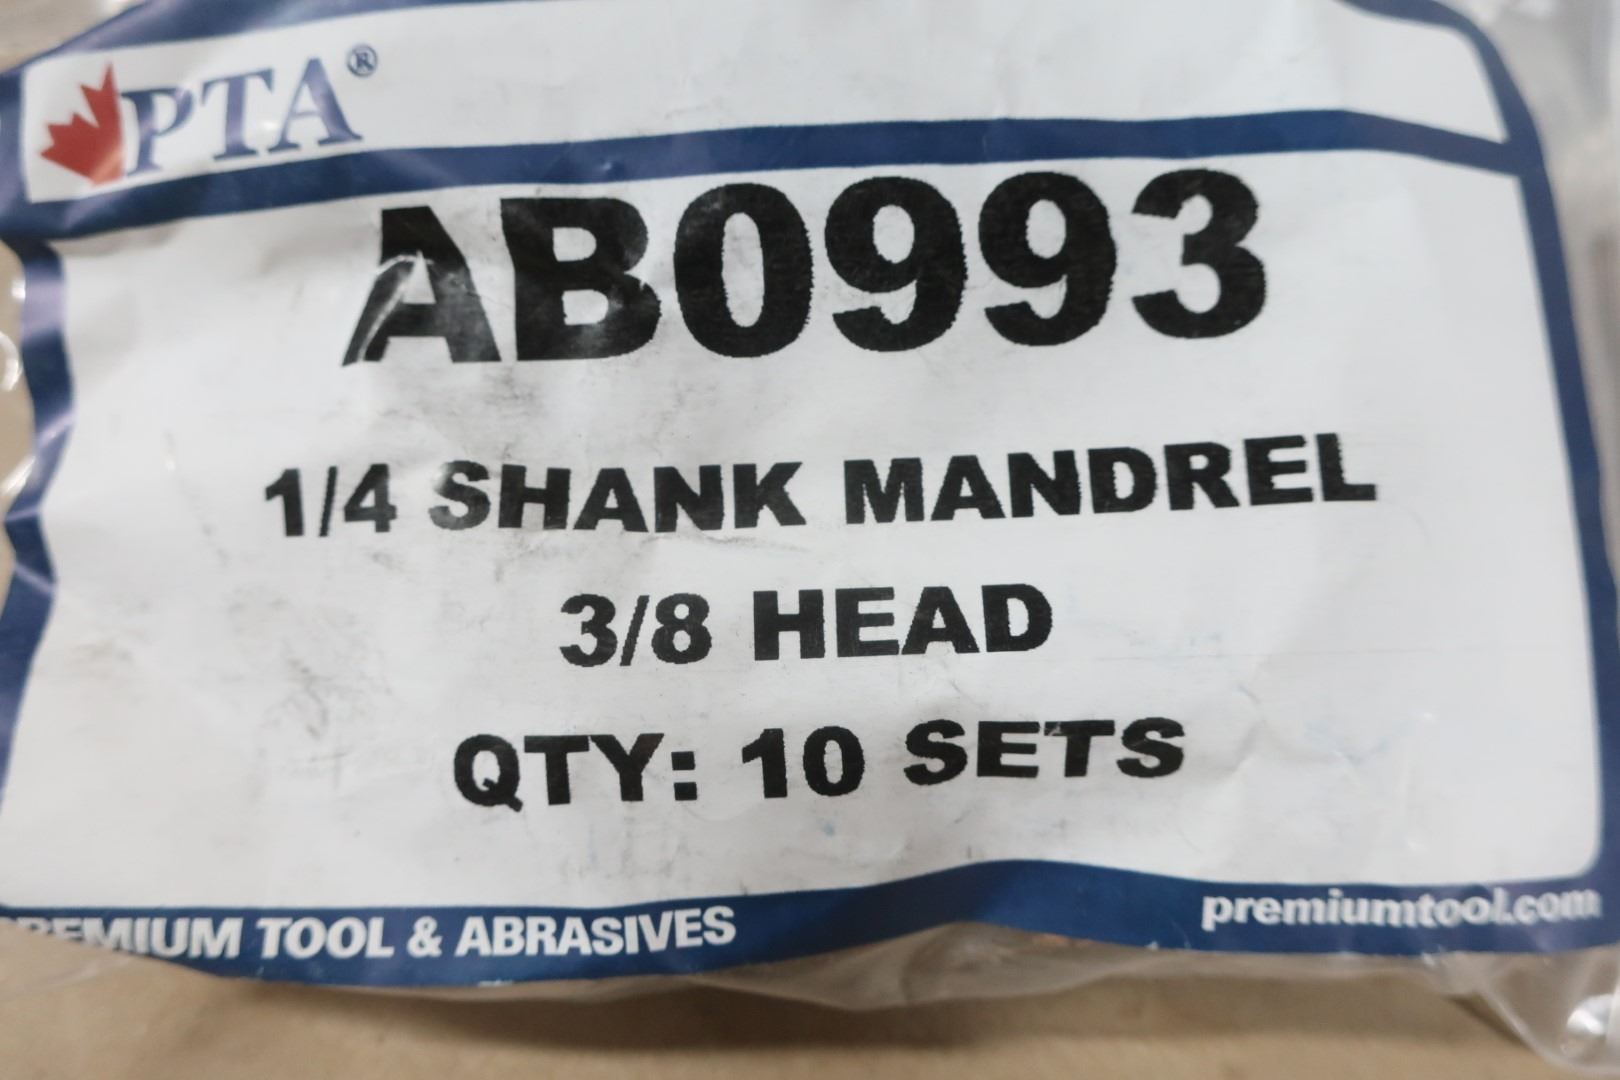 PTA®
AB0993
1/4 SHANK MANDREL
3/8 HEAD
QTY: 10 SETS
PREMIUM TOOL & ABRASIVES
premiumtool.com